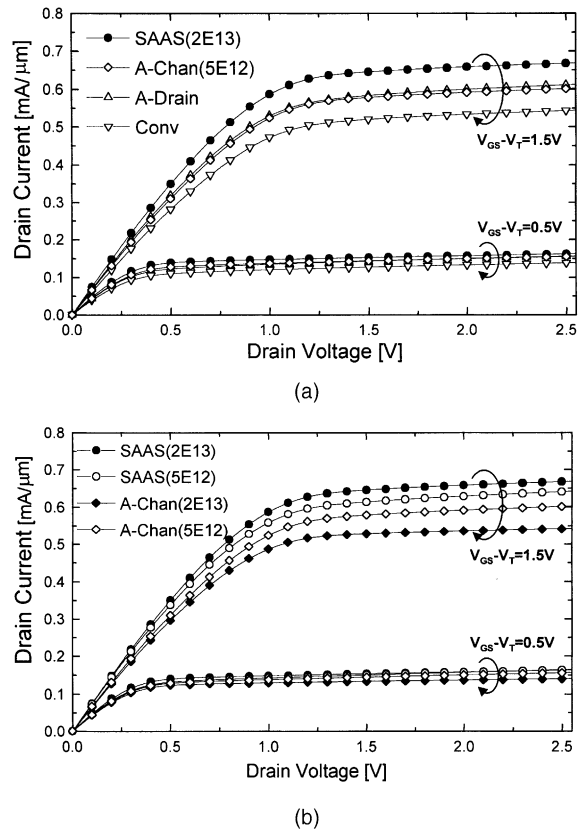 0.8
0.7
0.6
0.5
0.4
0.3
0.2
0.1
0.0
Drain Current [mA/μm]
SAAS(2E13)
A-Chan(5E12)
A-Drain
Conv
VGS-VT=1.5V
VGS-VT=0.5V
0.0 0.5 1.0 1.5 2.0 2.5
Drain Voltage [V]
(a)
0.8
0.7
0.6
0.5
0.4
0.3
0.2
0.1
0.0
Drain Current [mA/μm]
SAAS(2E13)
SAAS(5E12)
A-Chan(2E13)
A-Chan(5E12)
VGS-VT=1.5V
VGS-VT=0.5V
0.0 0.5 1.0 1.5 2.0 2.5
Drain Voltage [V]
(b)